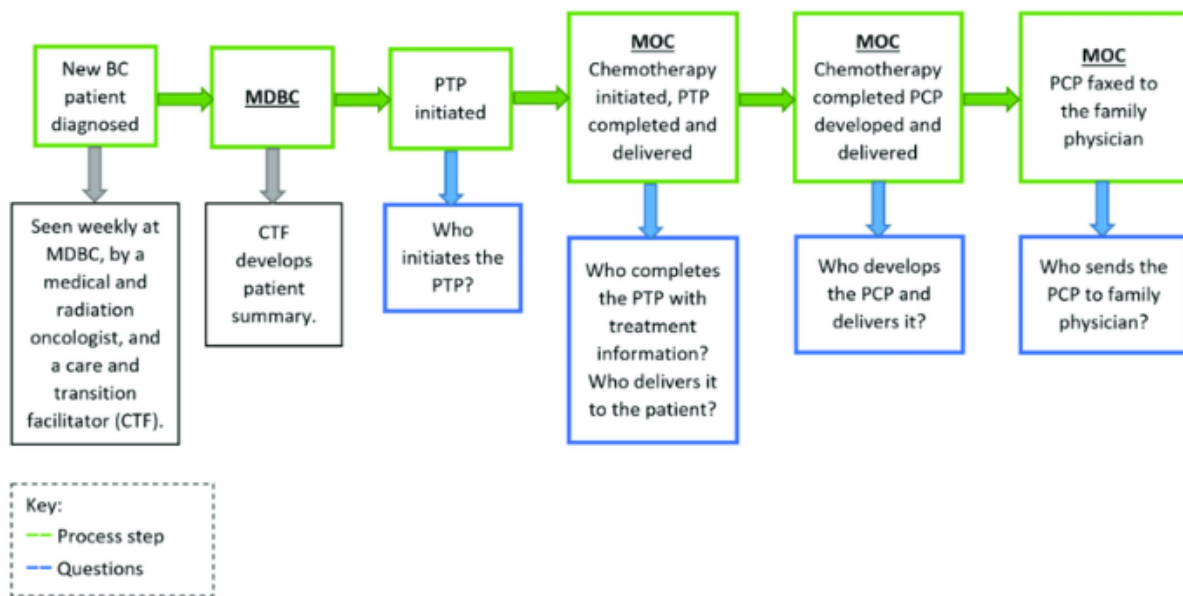 New BC
patient
diagnosed
MDBC
PTP
initiated
MOC
Chemotherapy
initiated, PTP
completed and
delivered
MOC
Chemotherapy
completed PCP
developed and
delivered
MOC
PCP faxed to
the family
physician
Seen weekly at
MDBC, by a
medical and
radiation
oncologist, and
a care and
transition
facilitator (CTF).
CTF
develops
patient
summary.
Who
initiates the
PTP?
Who completes
the PTP with
treatment
information?
Who delivers it
to the patient?
Who develops
the PCP and
delivers it?
Who sends the
PCP to family
physician?
Key:
Process step
Questions